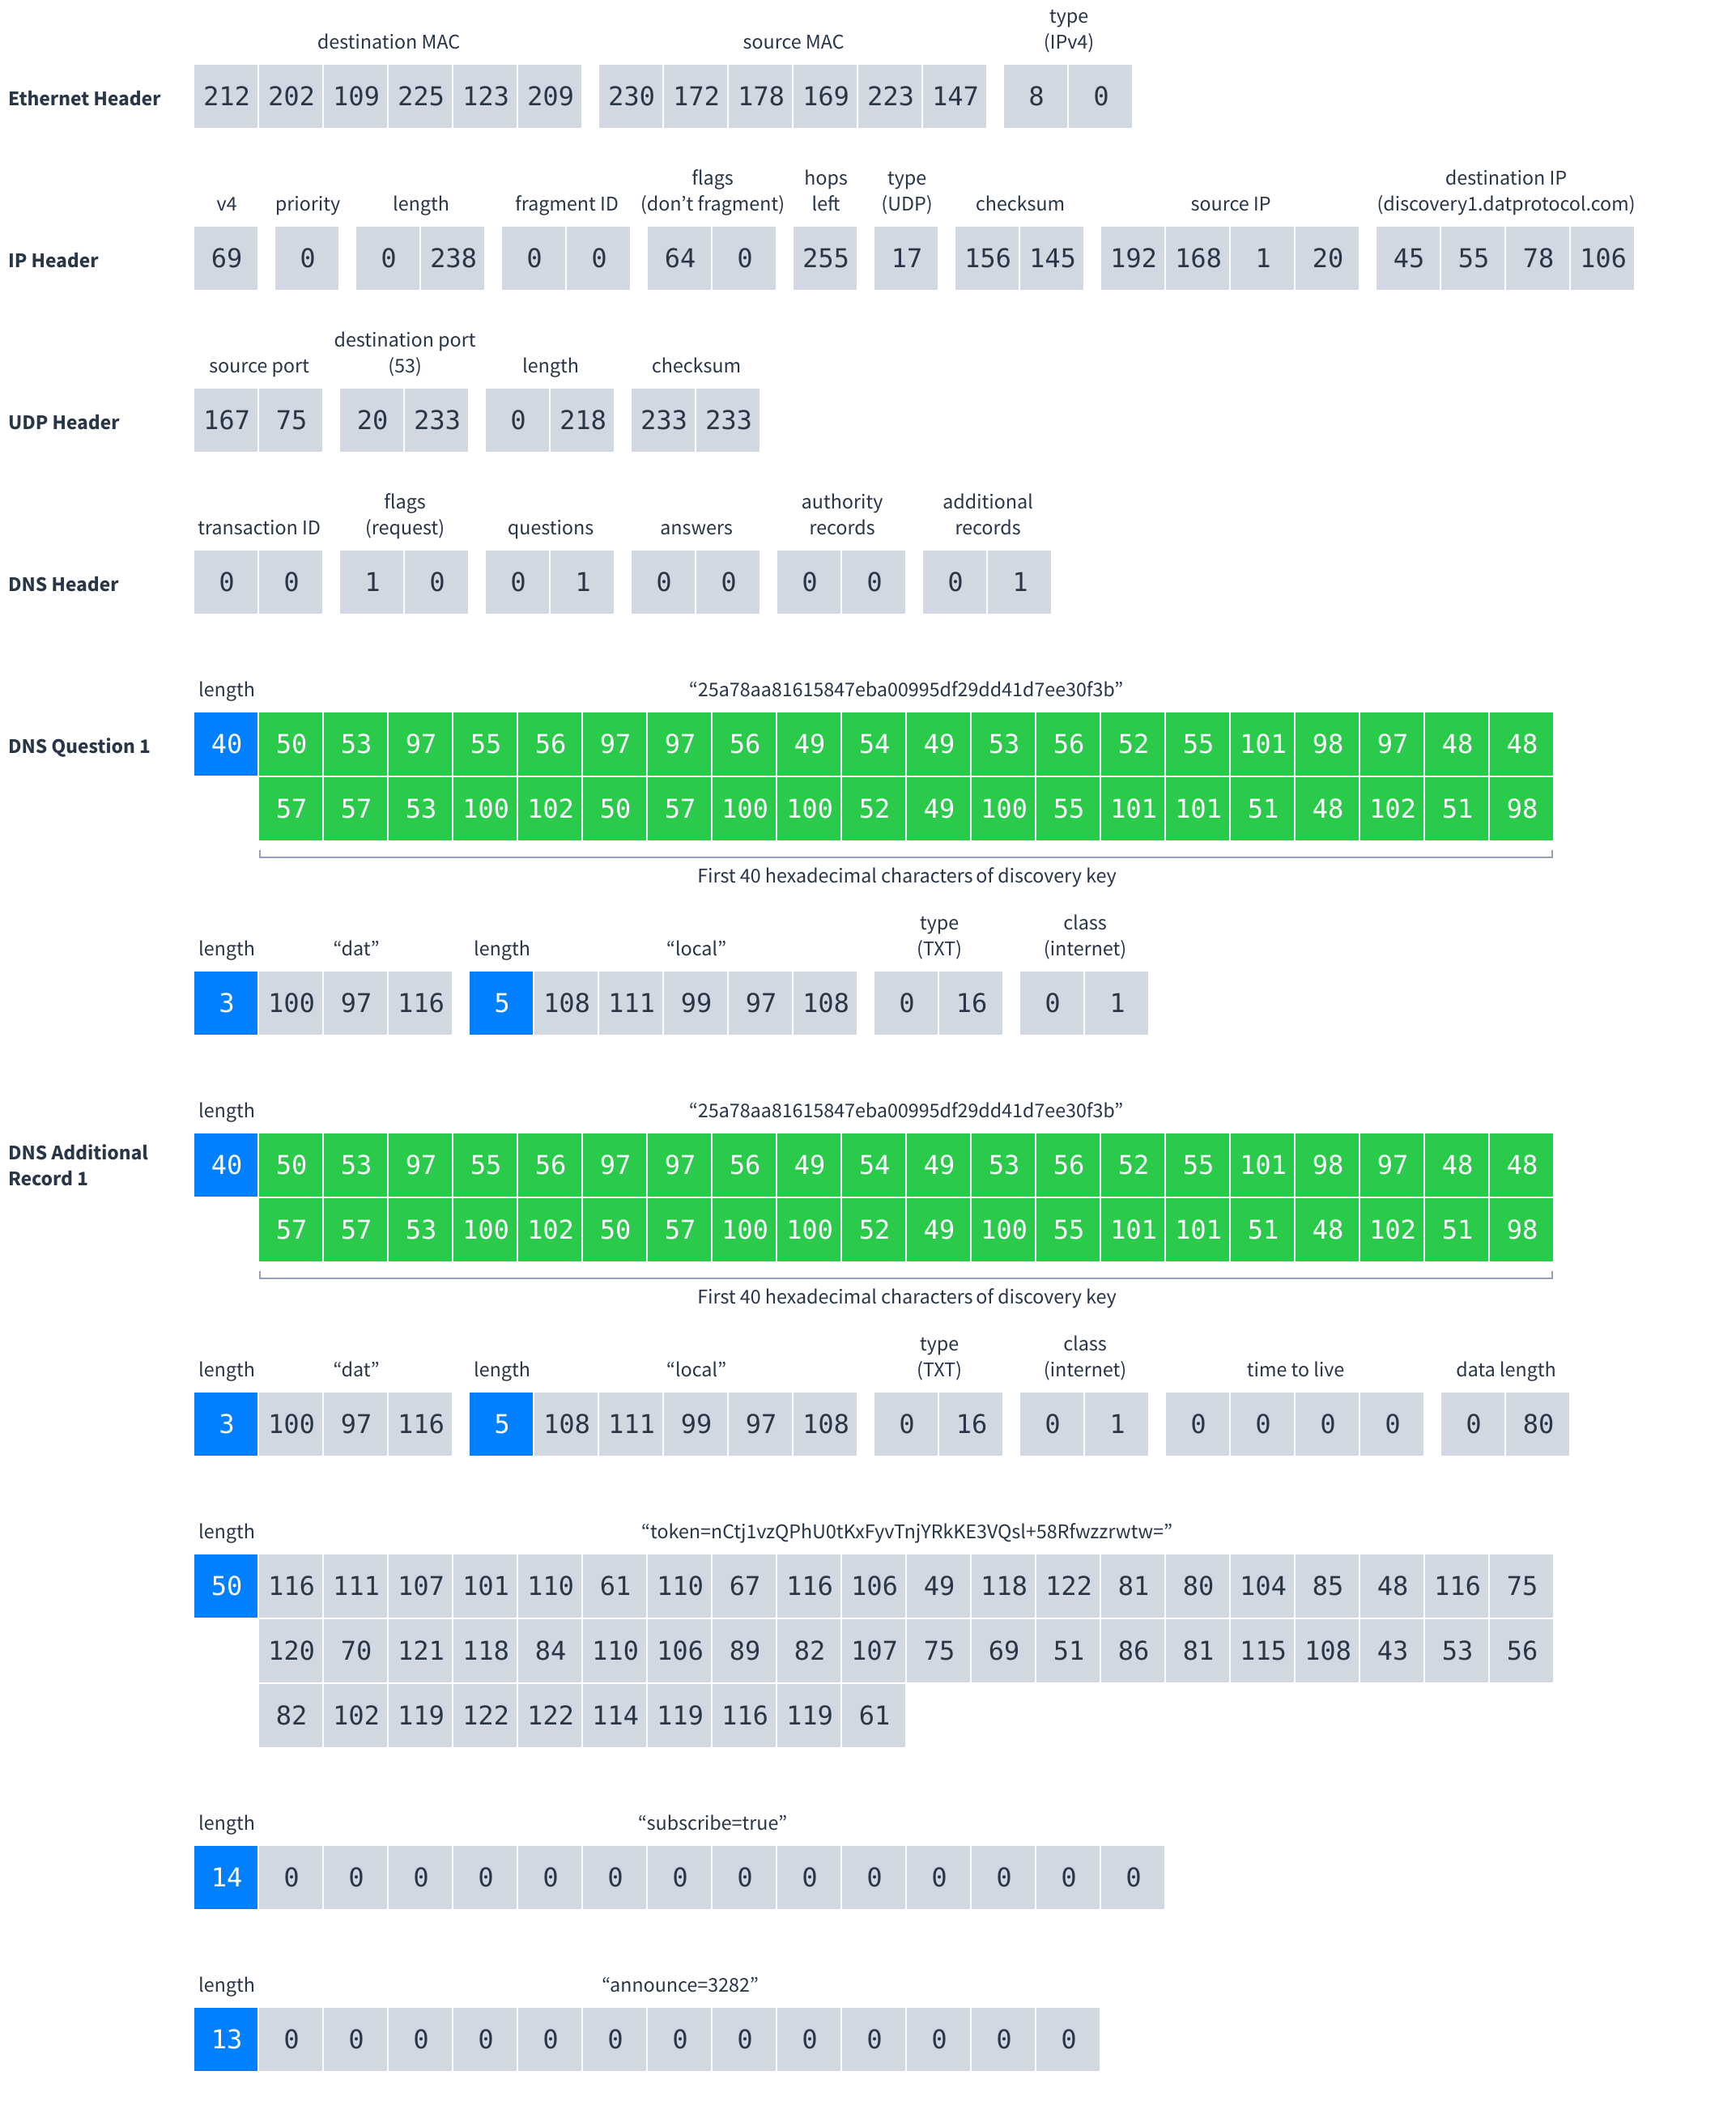 type
destination MAC source MAC (IPv4)
Ethernet Header 212 202 109 225 123 209 230 172 178 169 223 147 8 0
flags hops type destination IP
v4 priority length fragment ID (don’t fragment) left (UDP) checksum source IP (discovery1.datprotocol.com)
IP Header 69 0 0 238 0 0 64 0 255 17 156 145 192 168 1 20 45 55 78 106
destination port
source port (53) length checksum
UDP Header 167 75 20 233 0 218 233 233
flags authority additional
transaction ID (request) questions answers records records
DNS Header 0 0 1 0 0 1 0 0 0 0 0 1
length “25a78aa81615847eba00995df29dd41d7ee30f3b”
DNS Question 1 40 50 53 97 55 56 97 97 56 49 54 49 53 56 52 55 101 98 97 48 48
57 57 53 100 102 50 57 100 100 52 49 100 55 101 101 51 48 102 51 98
First 40 hexadecimal characters of discovery key
type class
length “dat” length “local” (TXT) (internet)
3 100 97 116 5 108 111 99 97 108 0 16 0 1
length “25a78aa81615847eba00995df29dd41d7ee30f3b”
DNS Additional
Record 1 40 50 53 97 55 56 97 97 56 49 54 49 53 56 52 55 101 98 97 48 48
57 57 53 100 102 50 57 100 100 52 49 100 55 101 101 51 48 102 51 98
First 40 hexadecimal characters of discovery key
type class
length “dat” length “local” (TXT) (internet) time to live data length
3 100 97 116 5 108 111 99 97 108 0 16 0 1 0 0 0 0 0 80
length “token=nCtj1vzQPhU0tKxFyvTnjYRkKE3VQsl+58Rfwzzrwtw=”
50 116 111 107 101 110 61 110 67 116 106 49 118 122 81 80 104 85 48 116 75
120 70 121 118 84 110 106 89 82 107 75 69 51 86 81 115 108 43 53 56
82 102 119 122 122 114 119 116 119 61
length “subscribe=true”
14 0 0 0 0 0 0 0 0 0 0 0 0 0 0
length “announce=3282”
13 0 0 0 0 0 0 0 0 0 0 0 0 0